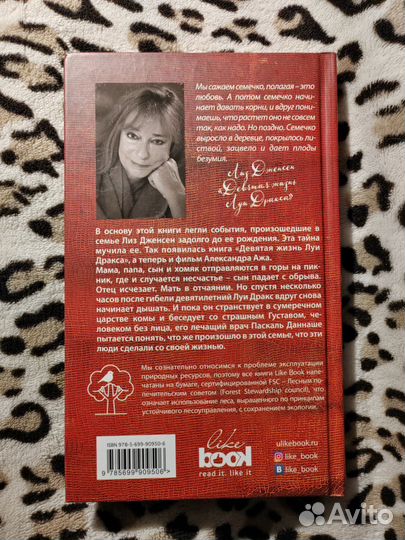 Мы сажаем семечко, полагая – это
любовь. А потом семечко начи-
нает давать корни, и вдруг пони-
маешь, что растет оно не совсем
так, как надо. Но поздно. Семечко
выросло в деревце, покрылось ли-
ствой, зацвело и дает плоды
безумия.
Лиз Дженсен
«Девятая жизнь
Луи Дракса»
В основу этой книги легли события, произошедшие в
семье Лиз Дженсен задолго до ее рождения. Эта тайна
мучила ее. Так появилась книга «Девятая жизнь Луи
Дракса», а теперь и фильм Александра Ажа.
Мама, папа, сын и хомяк отправляются в горы на пик-
ник, где и случается несчастье – сын падает с обрыва.
Отец исчезает. Мать в отчаянии. Но спустя несколько
часов после гибели девятилетний Луи Дракс вдруг снова
начинает дышать. И пока он странствует в сумеречном
царстве комы и беседует со страшным Густавом, че-
ловеком без лица, его лечащий врач Паскаль Даннаше
пытается понять, что же произошло в этой семье, что эти
люди сделали со своей жизнью.
Мы сознательно относимся к проблеме эксплуатации
природных ресурсов, поэтому все книги Like Book напе-
чатаны на бумаге, сертифицированной FSC – Лесным по-
печительским советом (Forest Stewardship council), что
означает использование леса, выращенного по принципам
устойчивого лесоуправления, с сохранением экологии.
ISBN 978-5-699-90950-6
9 785699 909506 >
like
book
read it. like it
ulikebook.ru
like_book
like_book
Avito